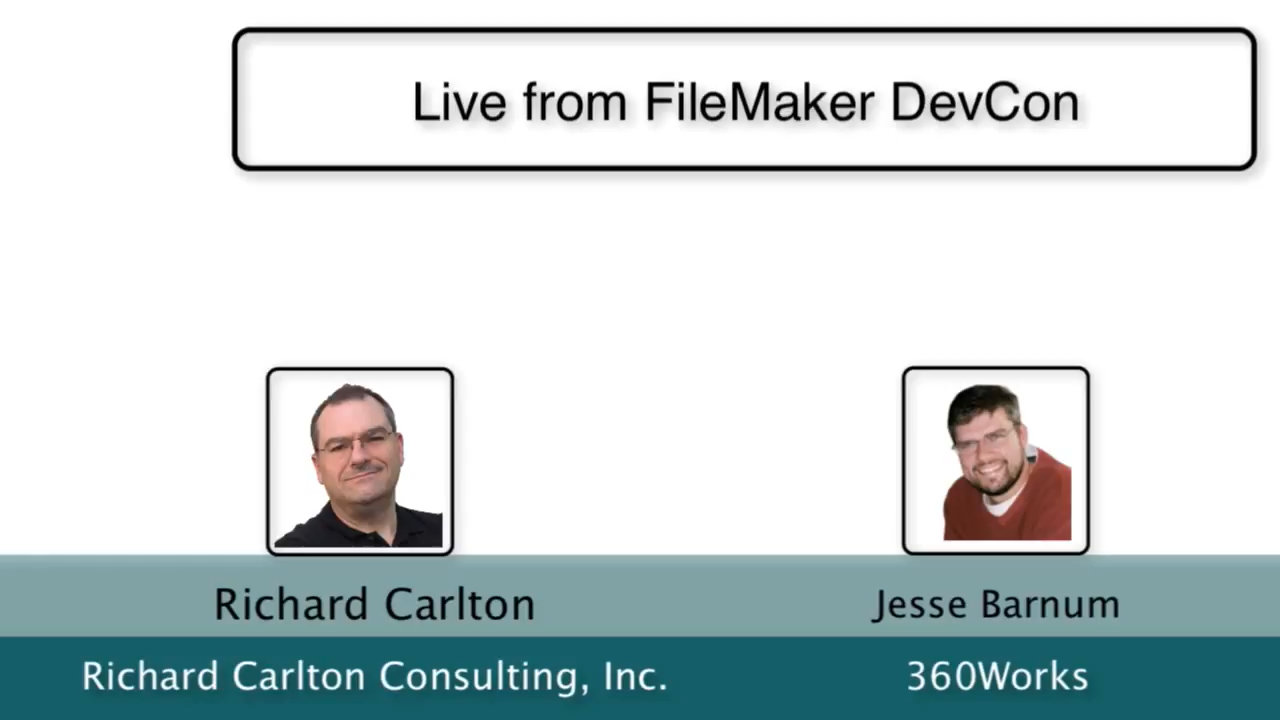 Live from FileMaker DevCon
Richard Carlton
Jesse Barnum
Richard Carlton Consulting, Inc.
360Works